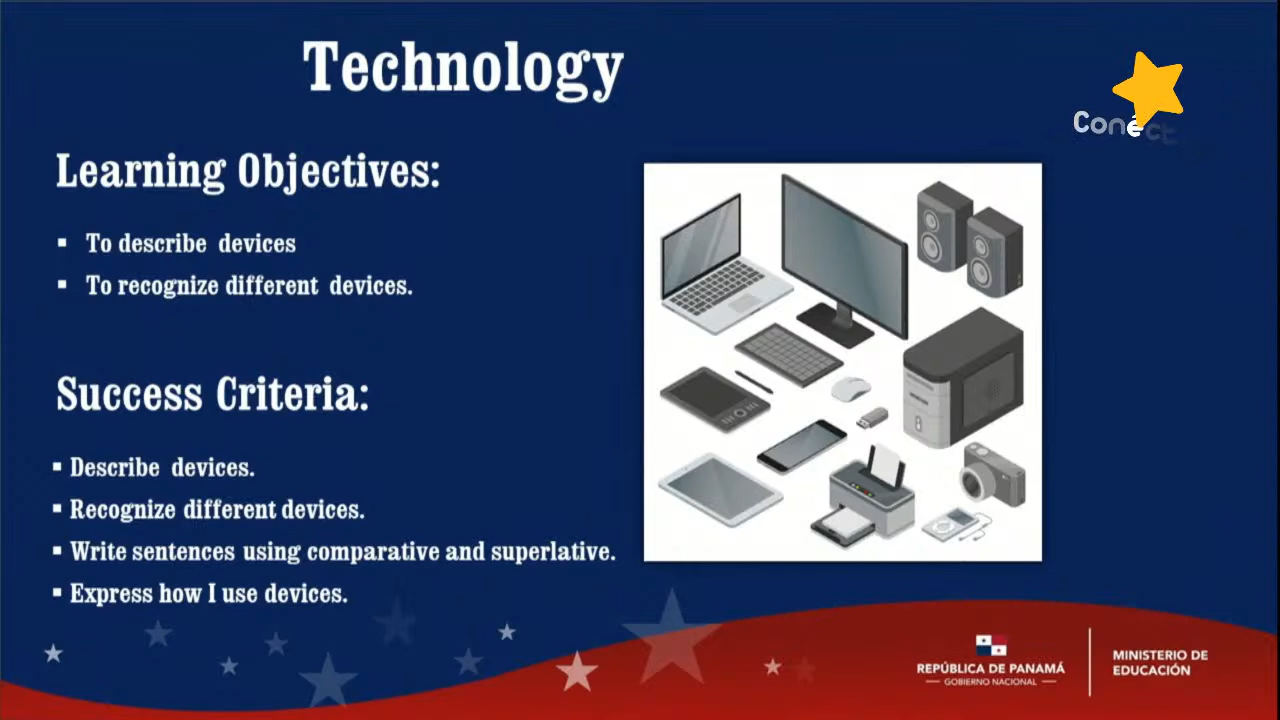 Technology
Conéct
Learning Objectives:
▪ To describe devices
▪ To recognize different devices.
Success Criteria:
▪ Describe devices.
▪ Recognize different devices.
▪ Write sentences using comparative and superlative.
▪ Express how I use devices.
REPÚBLICA DE PANAMÁ
— GOBIERNO NACIONAL —
MINISTERIO DE
EDUCACIÓN